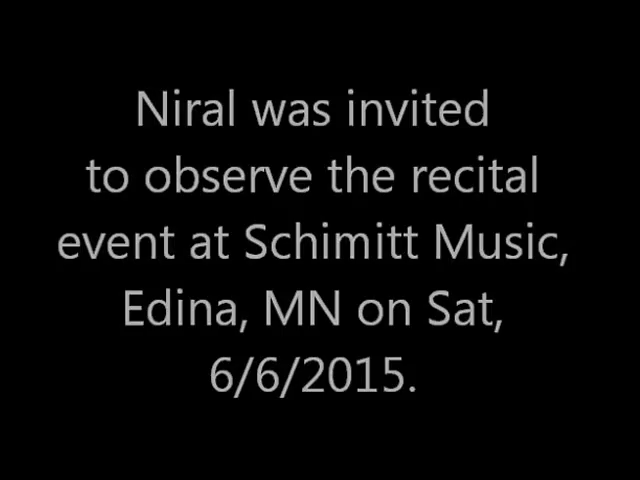 Niral was invited
to observe the recital
event at Schimitt Music,
Edina, MN on Sat,
6/6/2015.